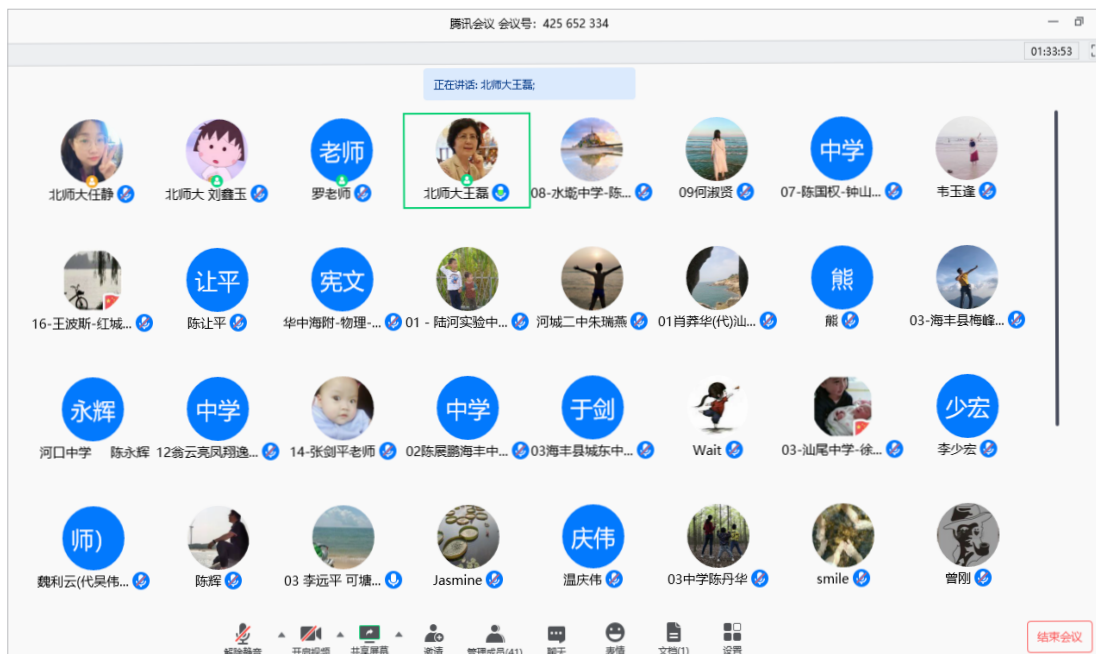 腾讯会议 会议号：425 652 334
01:33:53
正在讲话: 北师大王磊;
老师 中学
北师大任静 北师大 刘鑫玉 罗老师 北师大王磊 08-水墘中学-陈... 09何淑贤 07-陈国权-钟山... 韦玉逢
让平 宪文 熊
16-王波斯-红城... 陈让平 华中海附-物理-... 01 - 陆河实验中... 河城二中朱瑞燕 01肖莽华(代)汕... 熊 03-海丰县梅峰...
永辉 中学 中学 于剑 少宏
河口中学 陈永辉 12翁云亮凤翔逸... 14-张剑平老师 02陈展鹏海丰中... 03海丰县城东中... Wait 03-汕尾中学-徐... 李少宏
师） 庆伟
魏利云(代吴伟... 陈辉 03 李远平 可塘... Jasmine 温庆伟 03中学陈丹华 smile 曾刚
解除静音 开启视频 共享屏幕 邀请 管理成员(41) 聊天 表情 文档(1) 设置
结束会议